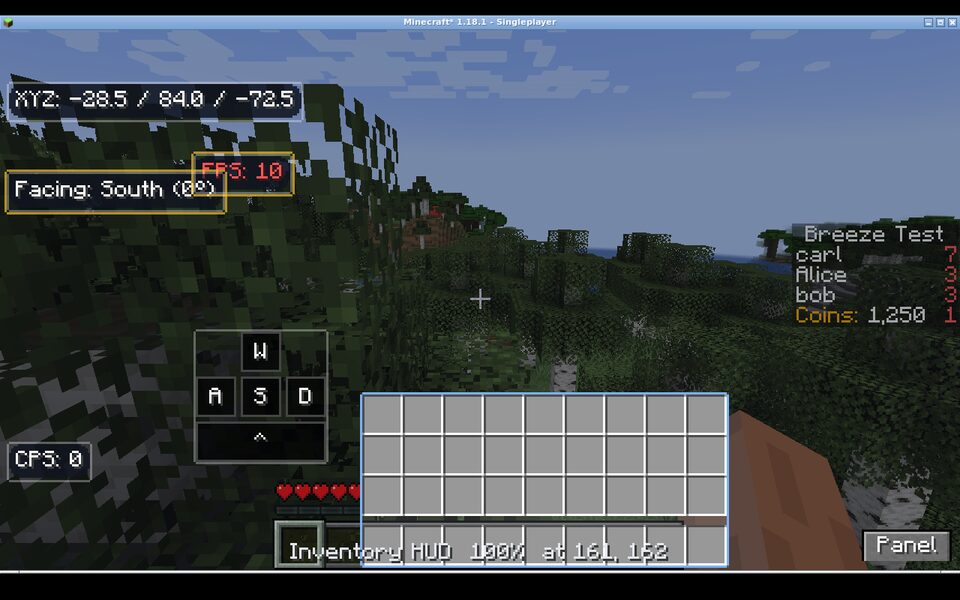 Minecraft* 1.18.1 - Singleplayer
XYZ: -28.5 / 84.0 / -72.5
FPS: 10
Facing: South (0°)
Breeze Test
carl 7
Alice 3
bob 3
Coins: 1,250 1
W
A S D
^
CPS: 0
Inventory HUD 100% at 161, 162
Panel